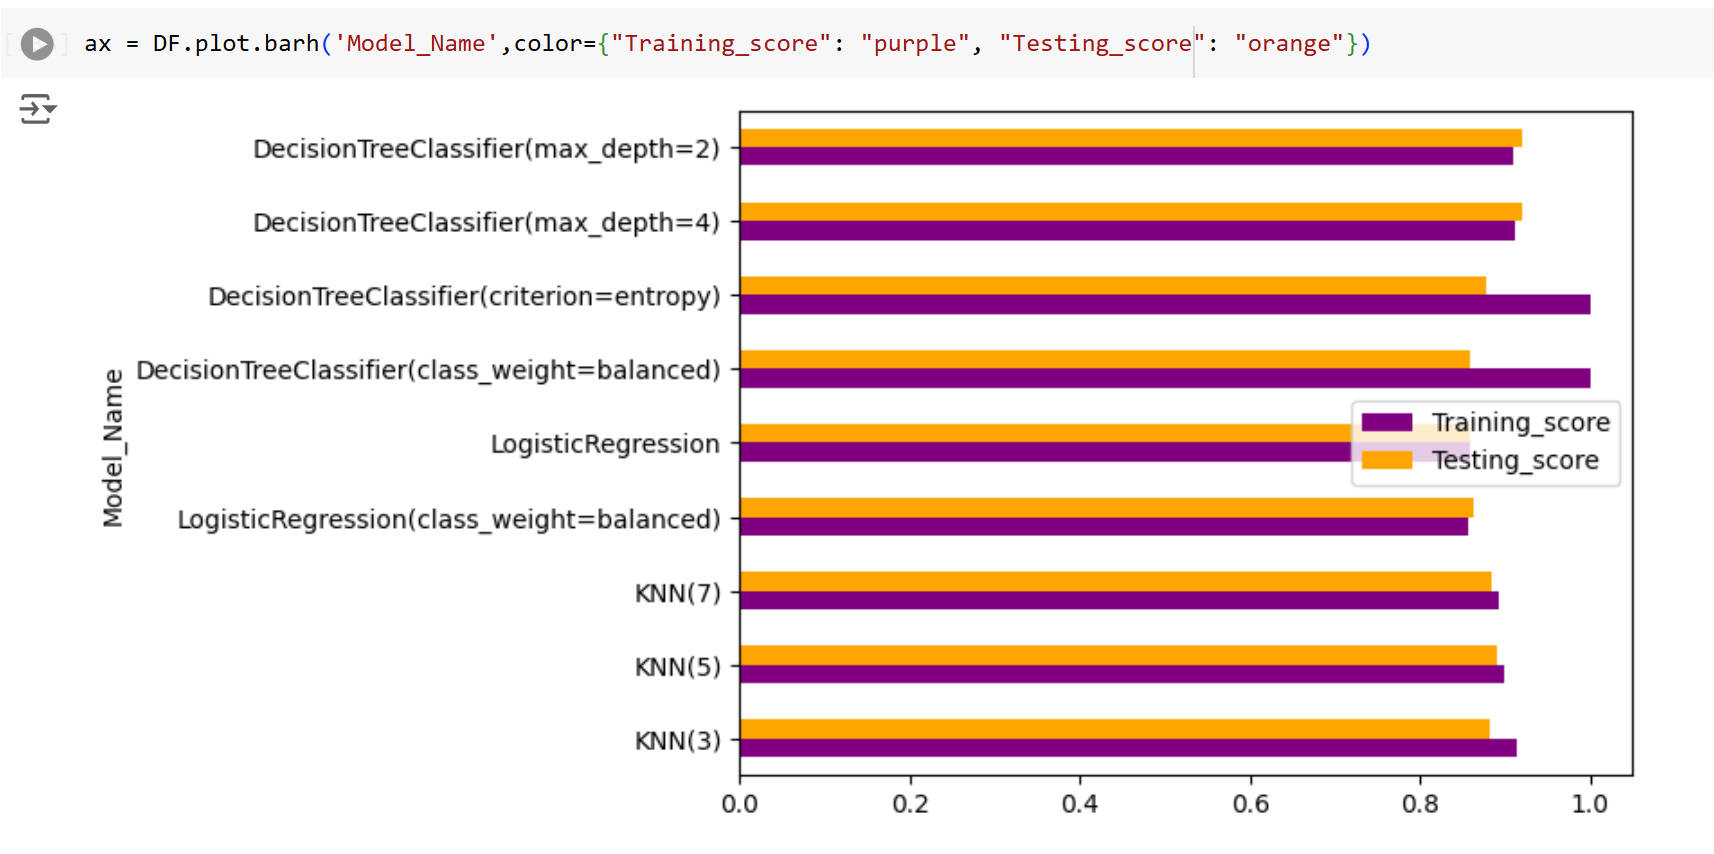 ax = DF.plot.barh('Model_Name',color={"Training_score": "purple", "Testing_score": "orange"})
DecisionTreeClassifier(max_depth=2)
DecisionTreeClassifier(max_depth=4)
DecisionTreeClassifier(criterion=entropy)
DecisionTreeClassifier(class_weight=balanced)
LogisticRegression
LogisticRegression(class_weight=balanced)
KNN(7)
KNN(5)
KNN(3)
Model_Name
Training_score
Testing_score
0.0 0.2 0.4 0.6 0.8 1.0